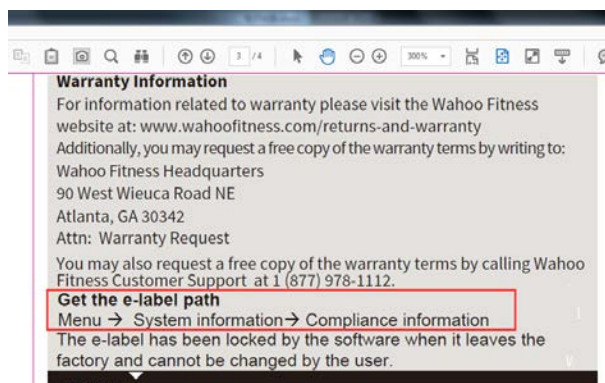 3 / 4
300%
Warranty Information
For information related to warranty please visit the Wahoo Fitness
website at: www.wahoofitness.com/returns-and-warranty
Additionally, you may request a free copy of the warranty terms by writing to:
Wahoo Fitness Headquarters
90 West Wieuca Road NE
Atlanta, GA 30342
Attn: Warranty Request
You may also request a free copy of the warranty terms by calling Wahoo
Fitness Customer Support at 1 (877) 978-1112.
Get the e-label path
Menu → System information→ Compliance information
The e-label has been locked by the software when it leaves the
factory and cannot be changed by the user.